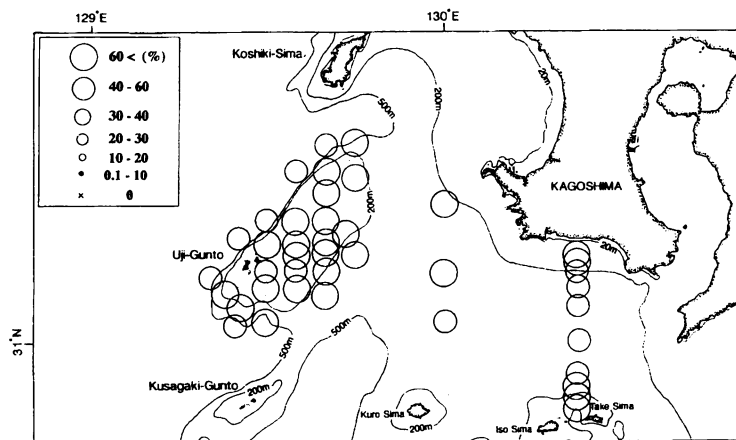 129°E
130°E
60 < (%)
40 - 60
30 - 40
20 - 30
10 - 20
0.1 - 10
× 0
Koshiki-Sima
20m
200m
500m
KAGOSHIMA
200m
Uji-Gunto
20m
31°N
500m
500m
Kusagaki-Gunto
200m
Kuro Sima
200m
Take Sima
Iso Sima